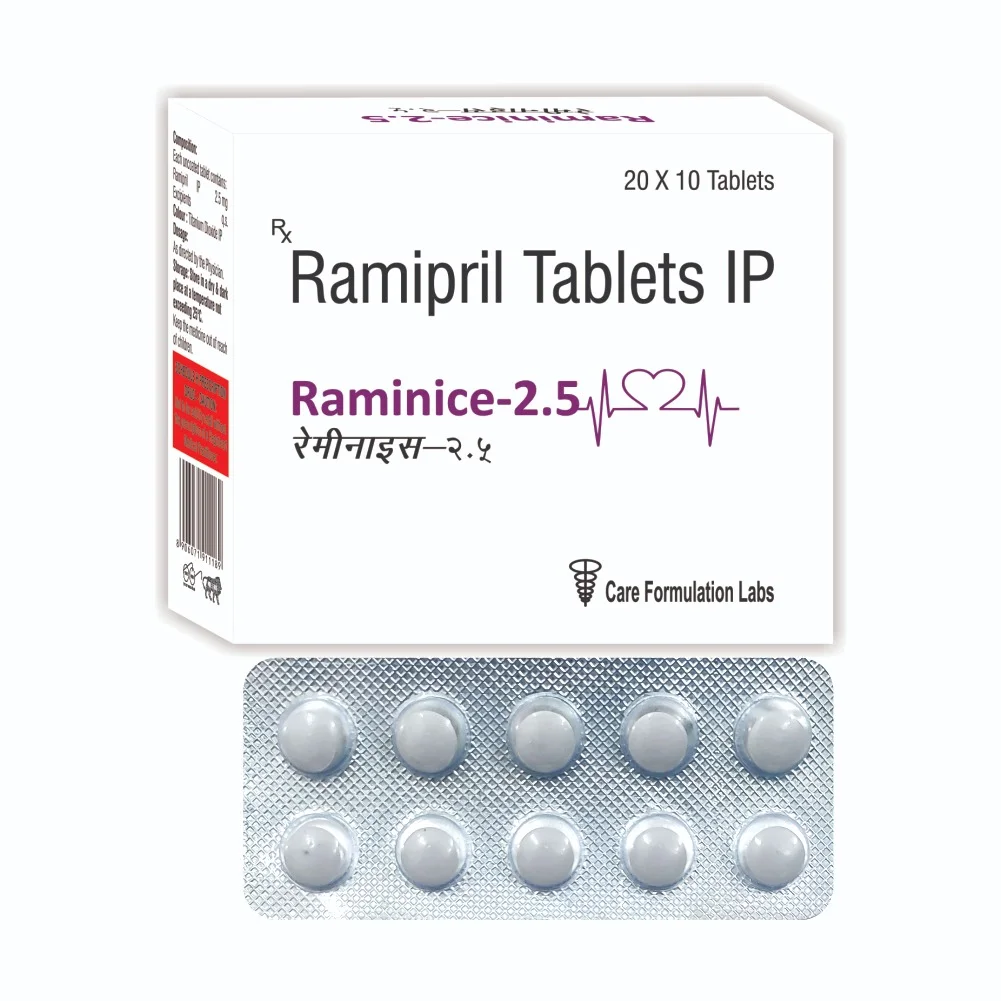 Raminice-2.5
रेमीनाइस–२.५
20 X 10 Tablets
Rx
Ramipril Tablets IP
Raminice-2.5
रेमीनाइस–२.५
Care Formulation Labs
Composition:
Each uncoated tablet contains:
Ramipril IP 2.5 mg
Excipients q.s.
Colour : Titanium Dioxide IP
Dosage:
As directed by the Physician.
Storage: Store in a dry & dark
place at a temperature not
exceeding 25°C.
Keep the medicine out of reach
of children.